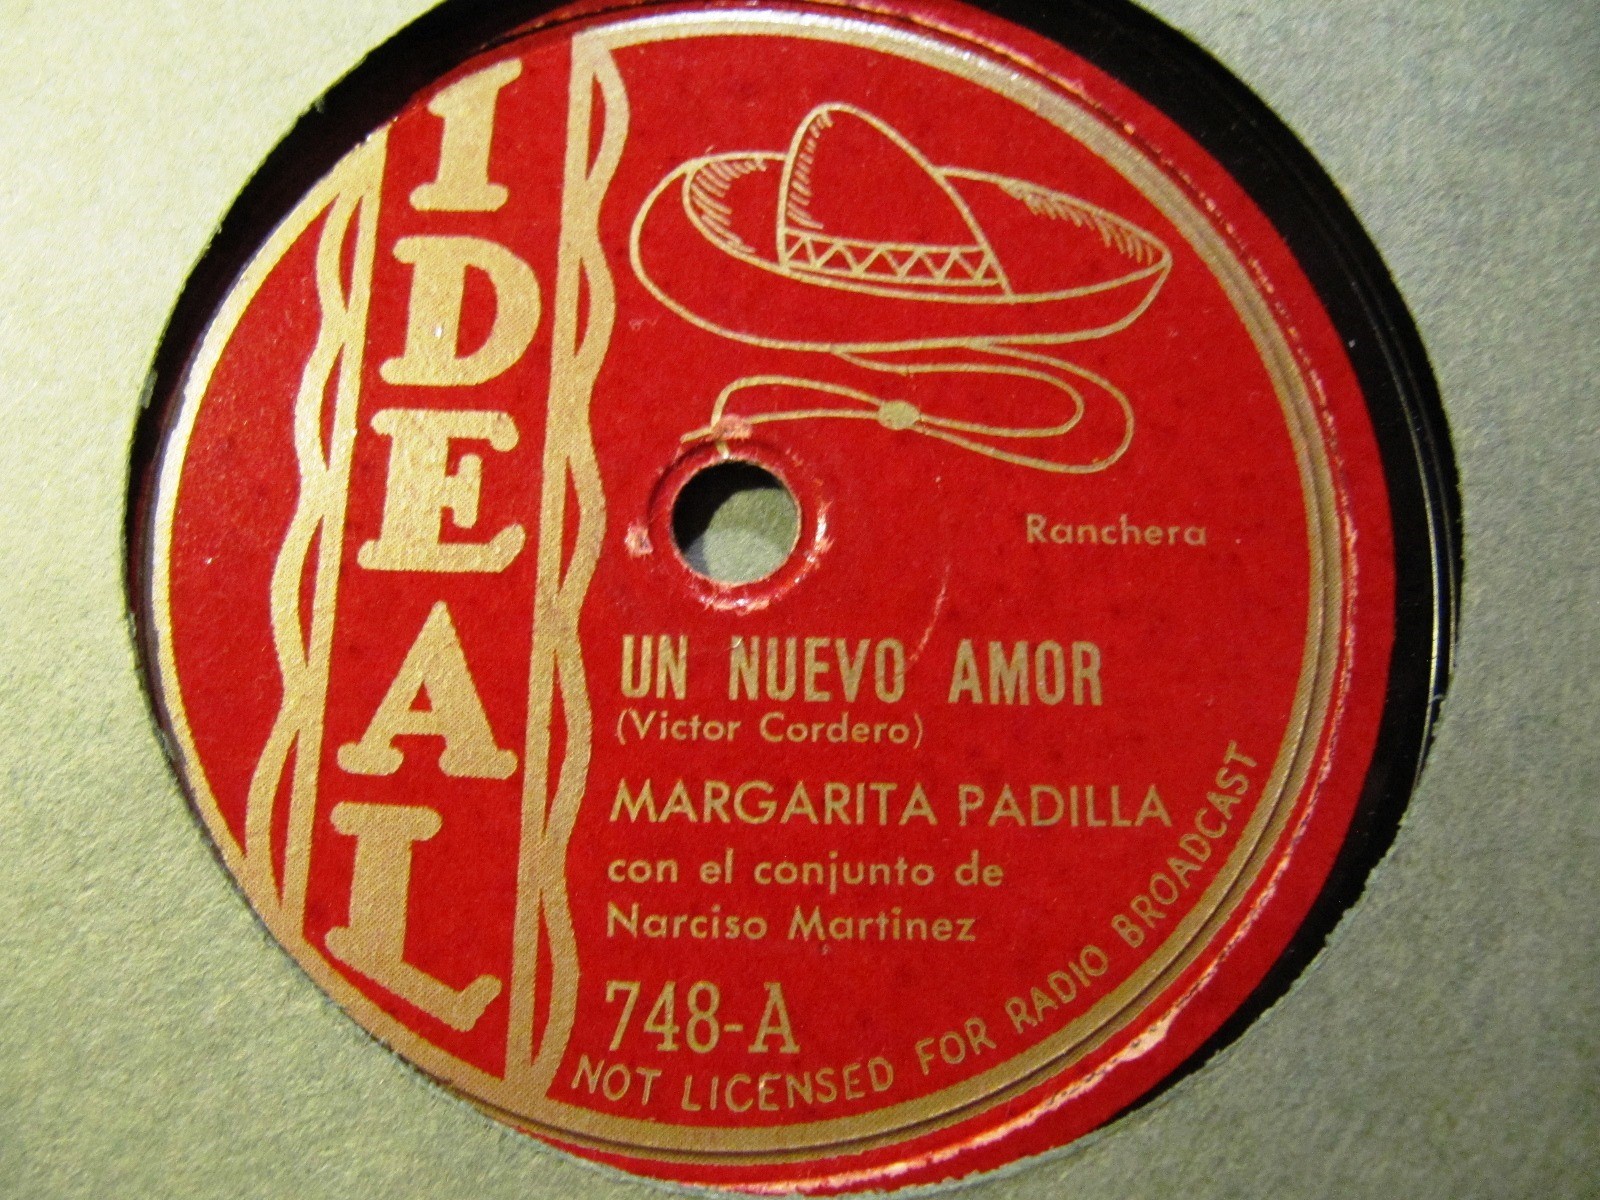 IDEAL
Ranchera
UN NUEVO AMOR
(Victor Cordero)
MARGARITA PADILLA
con el conjunto de
Narciso Martinez
748-A
NOT LICENSED FOR RADIO BROADCAST